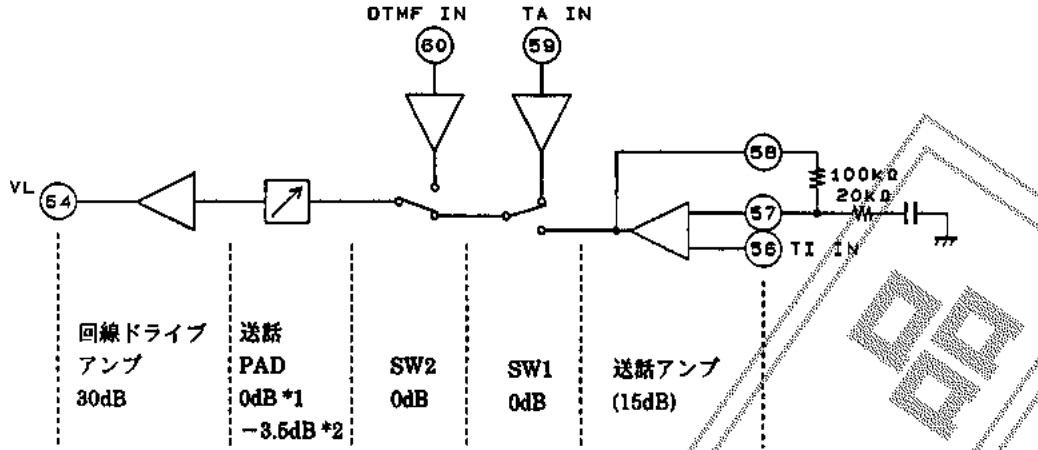 DTMF IN
TA IN
60
59
58
100KΩ
20KΩ
VL
64
57
56
TI IN
回線ドライブ
アンプ
30dB
送話
PAD
0dB *1
－3.5dB *2
SW2
0dB
SW1
0dB
送話アンプ
(15dB)